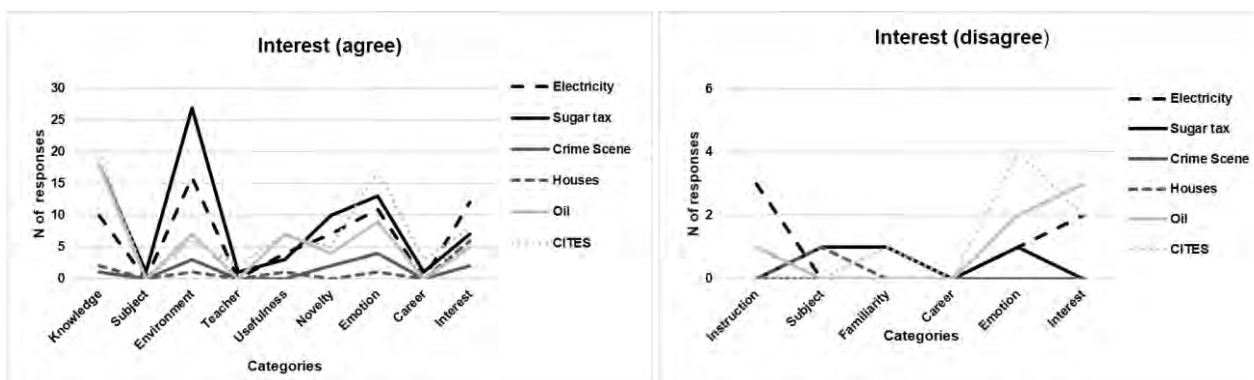 Interest (agree)
N of responses
30
25
20
15
10
5
0
Knowledge
Subject
Environment
Teacher
Usefulness
Novelty
Emotion
Career
Interest
Categories
Electricity
Sugar tax
Crime Scene
Houses
Oil
CITES
Interest (disagree)
N of responses
6
4
2
0
Instruction
Subject
Familiarity
Career
Emotion
Interest
Categories
Electricity
Sugar tax
Crime Scene
Houses
Oil
CITES